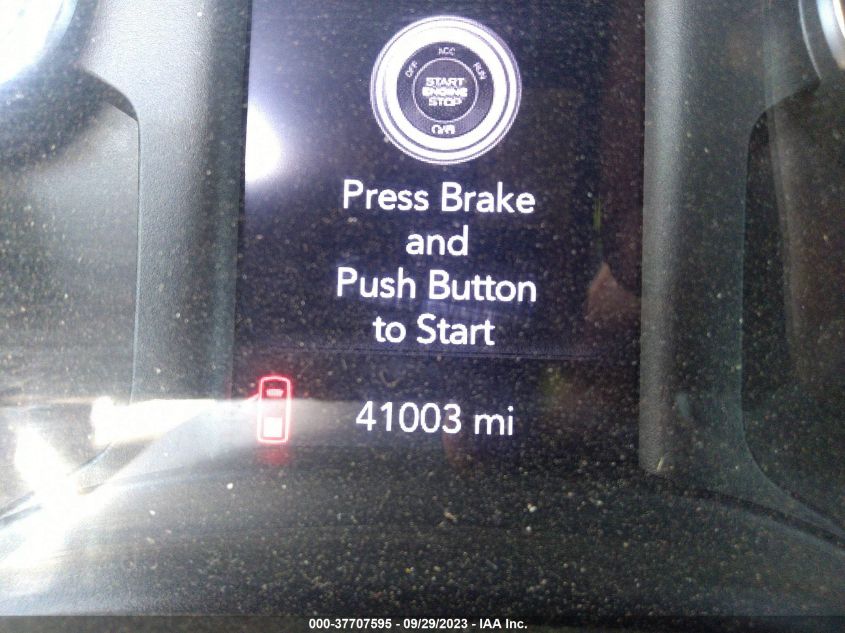 OFF ACC RUN
START
ENGINE
STOP
Press Brake
and
Push Button
to Start
41003 mi
000-37707595 - 09/29/2023 - IAA Inc.